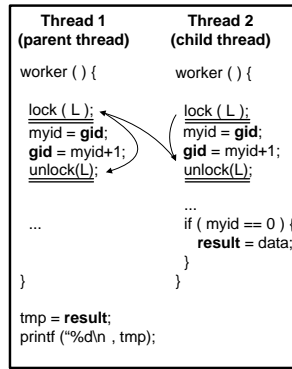 Thread 1
(parent thread)
worker ( ) {
lock ( L );
myid = gid;
gid = myid+1;
unlock(L);
...
}
tmp = result;
printf (“%d\n , tmp);
Thread 2
(child thread)
worker ( ) {
lock ( L );
myid = gid;
gid = myid+1;
unlock(L);
...
if ( myid == 0 ) {
result = data;
}
}